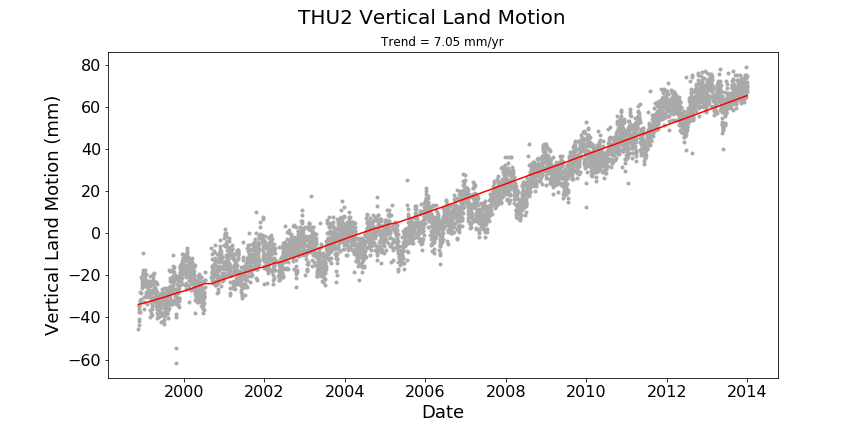 THU2 Vertical Land Motion
Trend = 7.05 mm/yr
Vertical Land Motion (mm)
80
60
40
20
0
−20
−40
−60
2000 2002 2004 2006 2008 2010 2012 2014
Date